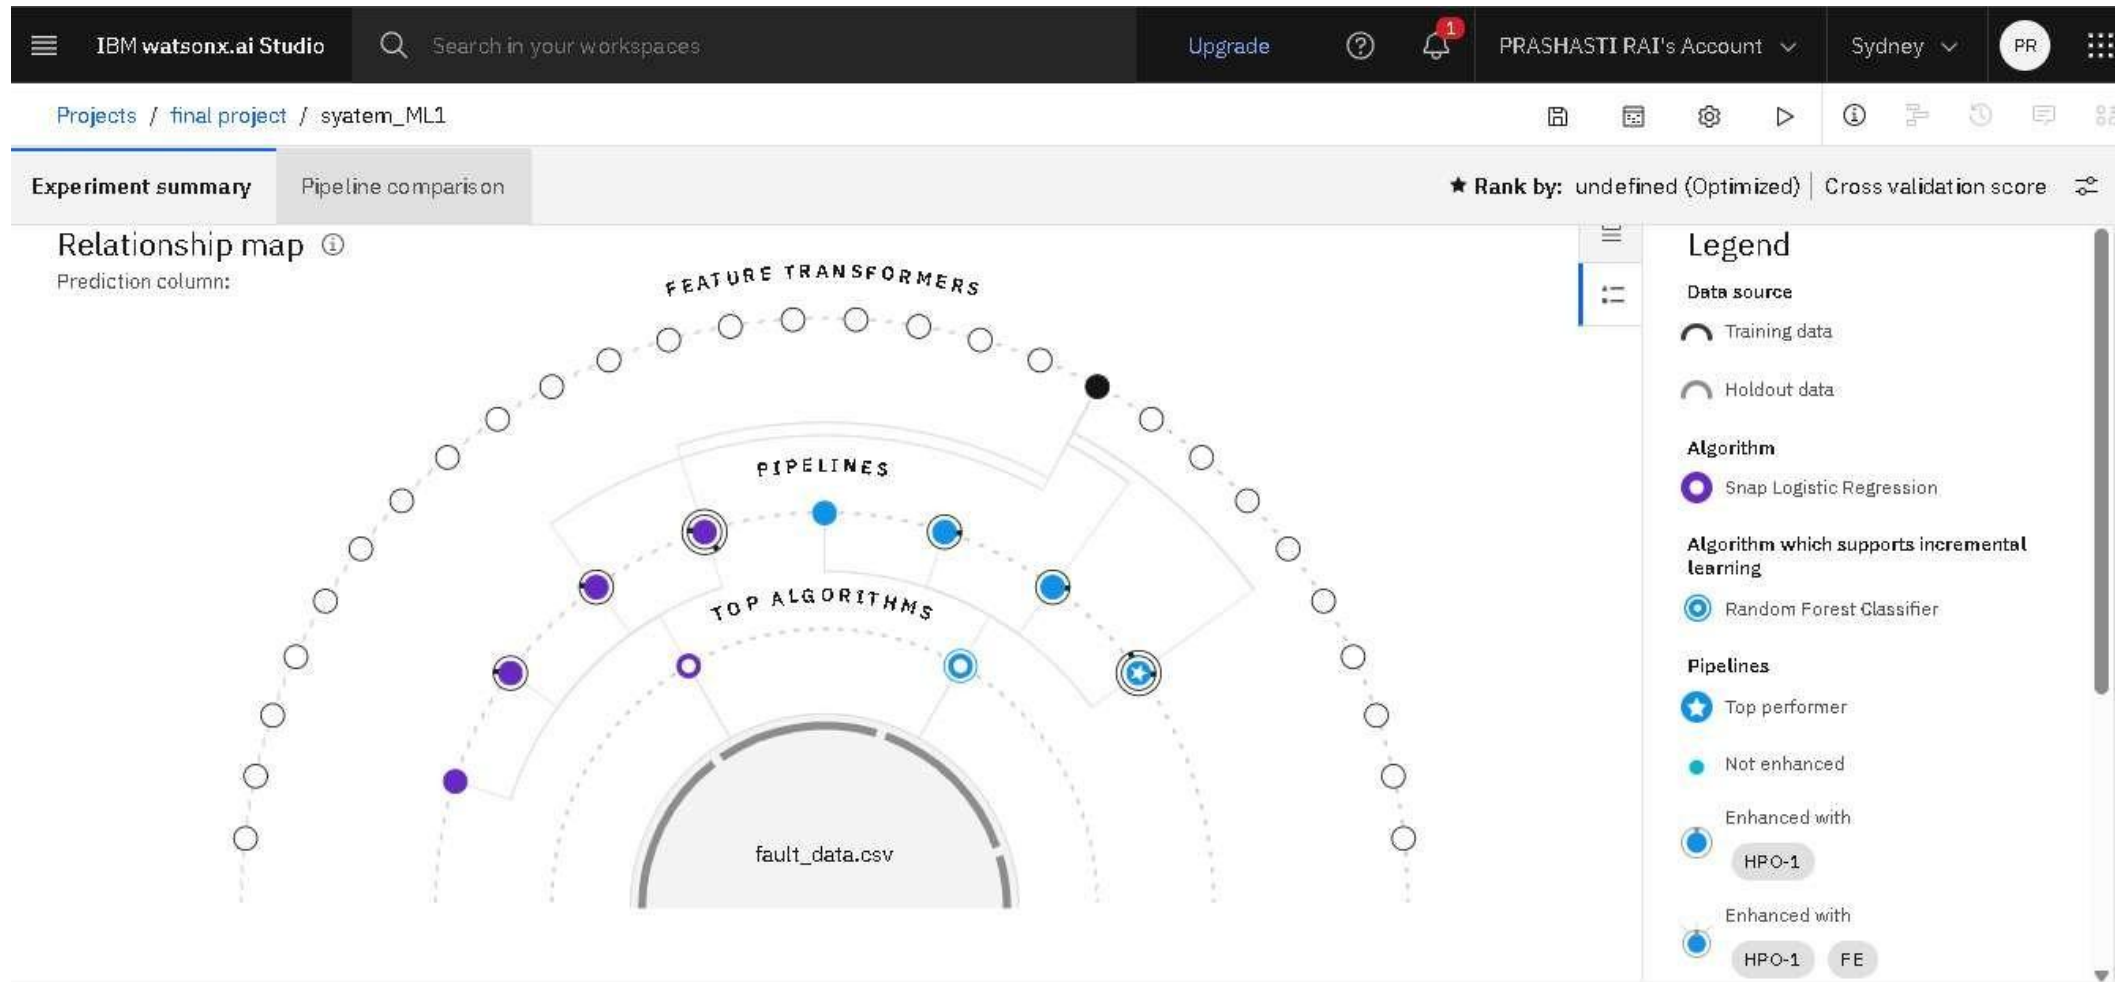 IBM watsonx.ai Studio
Search in your workspaces
Upgrade
1
PRASHASTI RAI's Account
Sydney
PR
Projects / final project / syatem_ML1
Experiment summary
Pipeline comparison
★ Rank by: undefined (Optimized) | Cross validation score
Relationship map
Prediction column:
FEATURE TRANSFORMERS
PIPELINES
TOP ALGORITHMS
fault_data.csv
Legend
Data source
Training data
Holdout data
Algorithm
Snap Logistic Regression
Algorithm which supports incremental
learning
Random Forest Classifier
Pipelines
Top performer
Not enhanced
Enhanced with
HPO-1
Enhanced with
HPO-1 FE